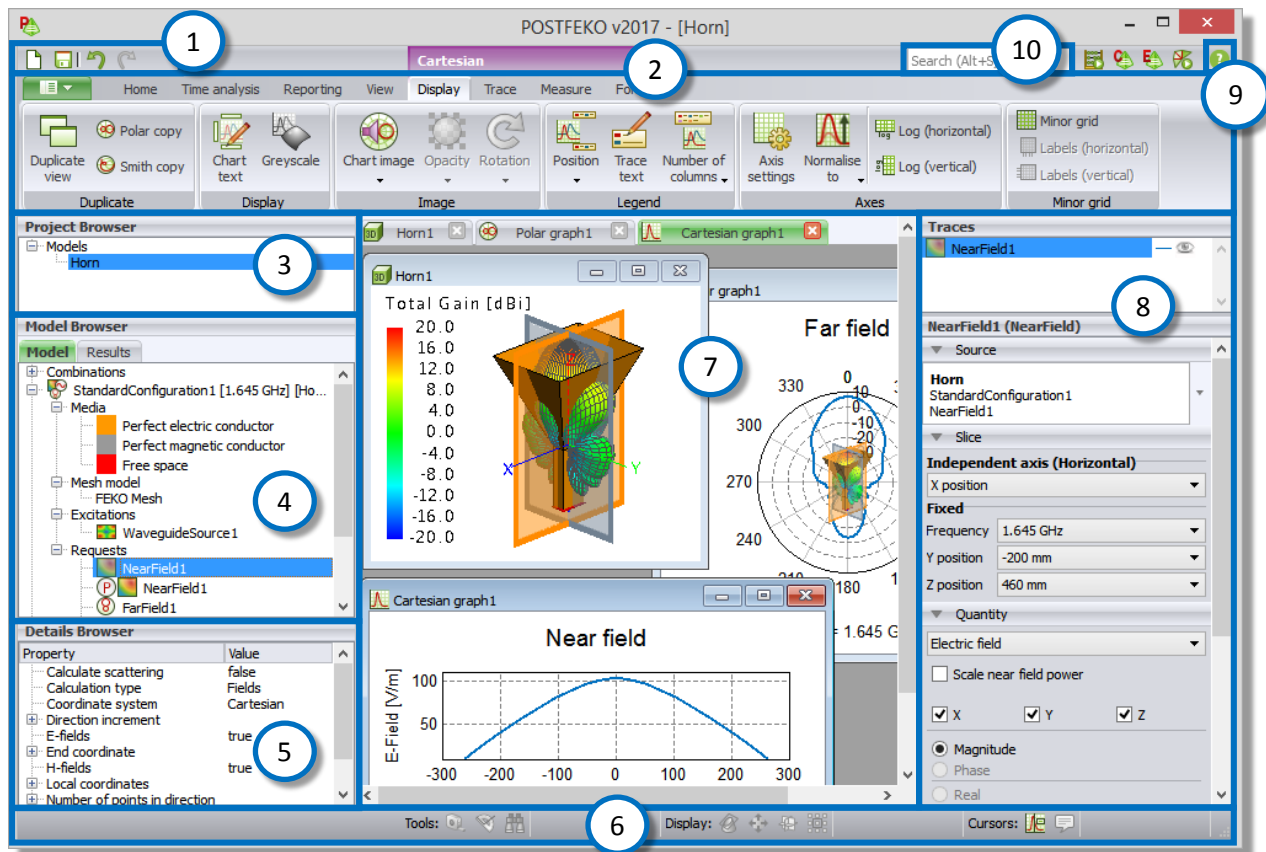 POSTFEKO v2017 - [Horn]
1
Cartesian
2
Search (Alt+S
10
9
Home Time analysis Reporting View Display Trace Measure
Duplicate view
Polar copy
Smith copy
Duplicate
Chart text
Greyscale
Display
Chart image
Opacity
Rotation
Image
Position
Trace text
Number of columns
Legend
Axis settings
Normalise to
Log (horizontal)
Log (vertical)
Axes
Minor grid
Labels (horizontal)
Labels (vertical)
Minor grid
Project Browser
Models
Horn
3
Model Browser
Model Results
Combinations
StandardConfiguration1 [1.645 GHz] [Ho...
Media
Perfect electric conductor
Perfect magnetic conductor
Free space
Mesh model
FEKO Mesh
4
Excitations
WaveguideSource1
Requests
NearField1
P NearField1
FarField1
Details Browser
Property Value
Calculate scattering false
Calculation type Fields
Coordinate system Cartesian
Direction increment
E-fields true
End coordinate
H-fields true
Local coordinates
Number of points in direction
5
3D Horn1
Polar graph1
Cartesian graph1
3D Horn1
Total Gain [dBi]
20.0
16.0
12.0
8.0
4.0
0.0
-4.0
-8.0
-12.0
-16.0
-20.0
X
Y
7
r graph1
Far field
0
330
300
270
240
210
180
10
0
-10
-20
= 1.645 G
Cartesian graph1
Near field
E-Field [V/m]
100
50
-300 -200 -100 0 100 200 300
Traces
NearField1
8
NearField1 (NearField)
Source
Horn
StandardConfiguration1
NearField1
Slice
Independent axis (Horizontal)
X position
Fixed
Frequency 1.645 GHz
Y position -200 mm
Z position 460 mm
Quantity
Electric field
Scale near field power
X Y Z
Magnitude
Phase
Real
Tools:
6
Display:
Cursors: